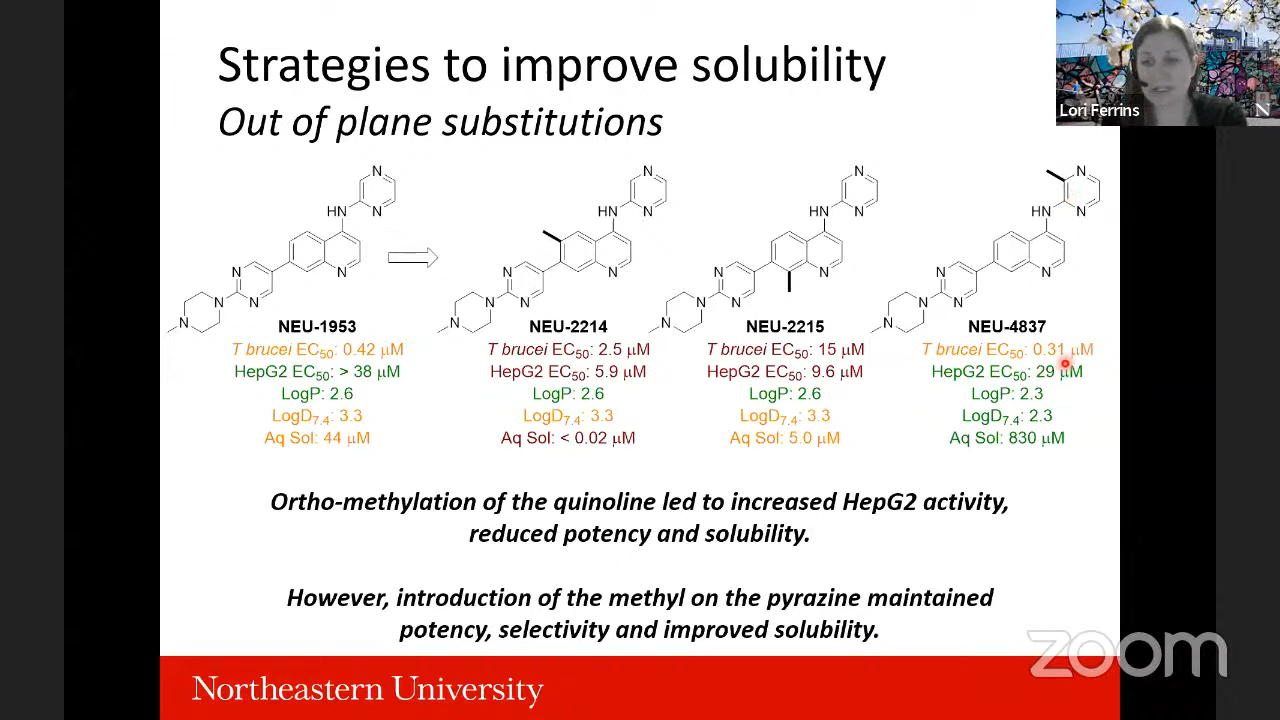 Strategies to improve solubility
Out of plane substitutions
Lori Ferrins
N
N
N
HN
N
N
N
N
N
N
N
N
HN
N
N
N
N
N
N
N
N
HN
N
N
N
N
N
N
N
N
HN
N
N
N
N
N
NEU-1953
T brucei EC50: 0.42 µM
HepG2 EC50: > 38 µM
LogP: 2.6
LogD7.4: 3.3
Aq Sol: 44 µM
NEU-2214
T brucei EC50: 2.5 µM
HepG2 EC50: 5.9 µM
LogP: 2.6
LogD7.4: 3.3
Aq Sol: < 0.02 µM
NEU-2215
T brucei EC50: 15 µM
HepG2 EC50: 9.6 µM
LogP: 2.6
LogD7.4: 3.3
Aq Sol: 5.0 µM
NEU-4837
T brucei EC50: 0.31 µM
HepG2 EC50: 29 µM
LogP: 2.3
LogD7.4: 2.3
Aq Sol: 830 µM
Ortho-methylation of the quinoline led to increased HepG2 activity,
reduced potency and solubility.
However, introduction of the methyl on the pyrazine maintained
potency, selectivity and improved solubility.
zoom
Northeastern University